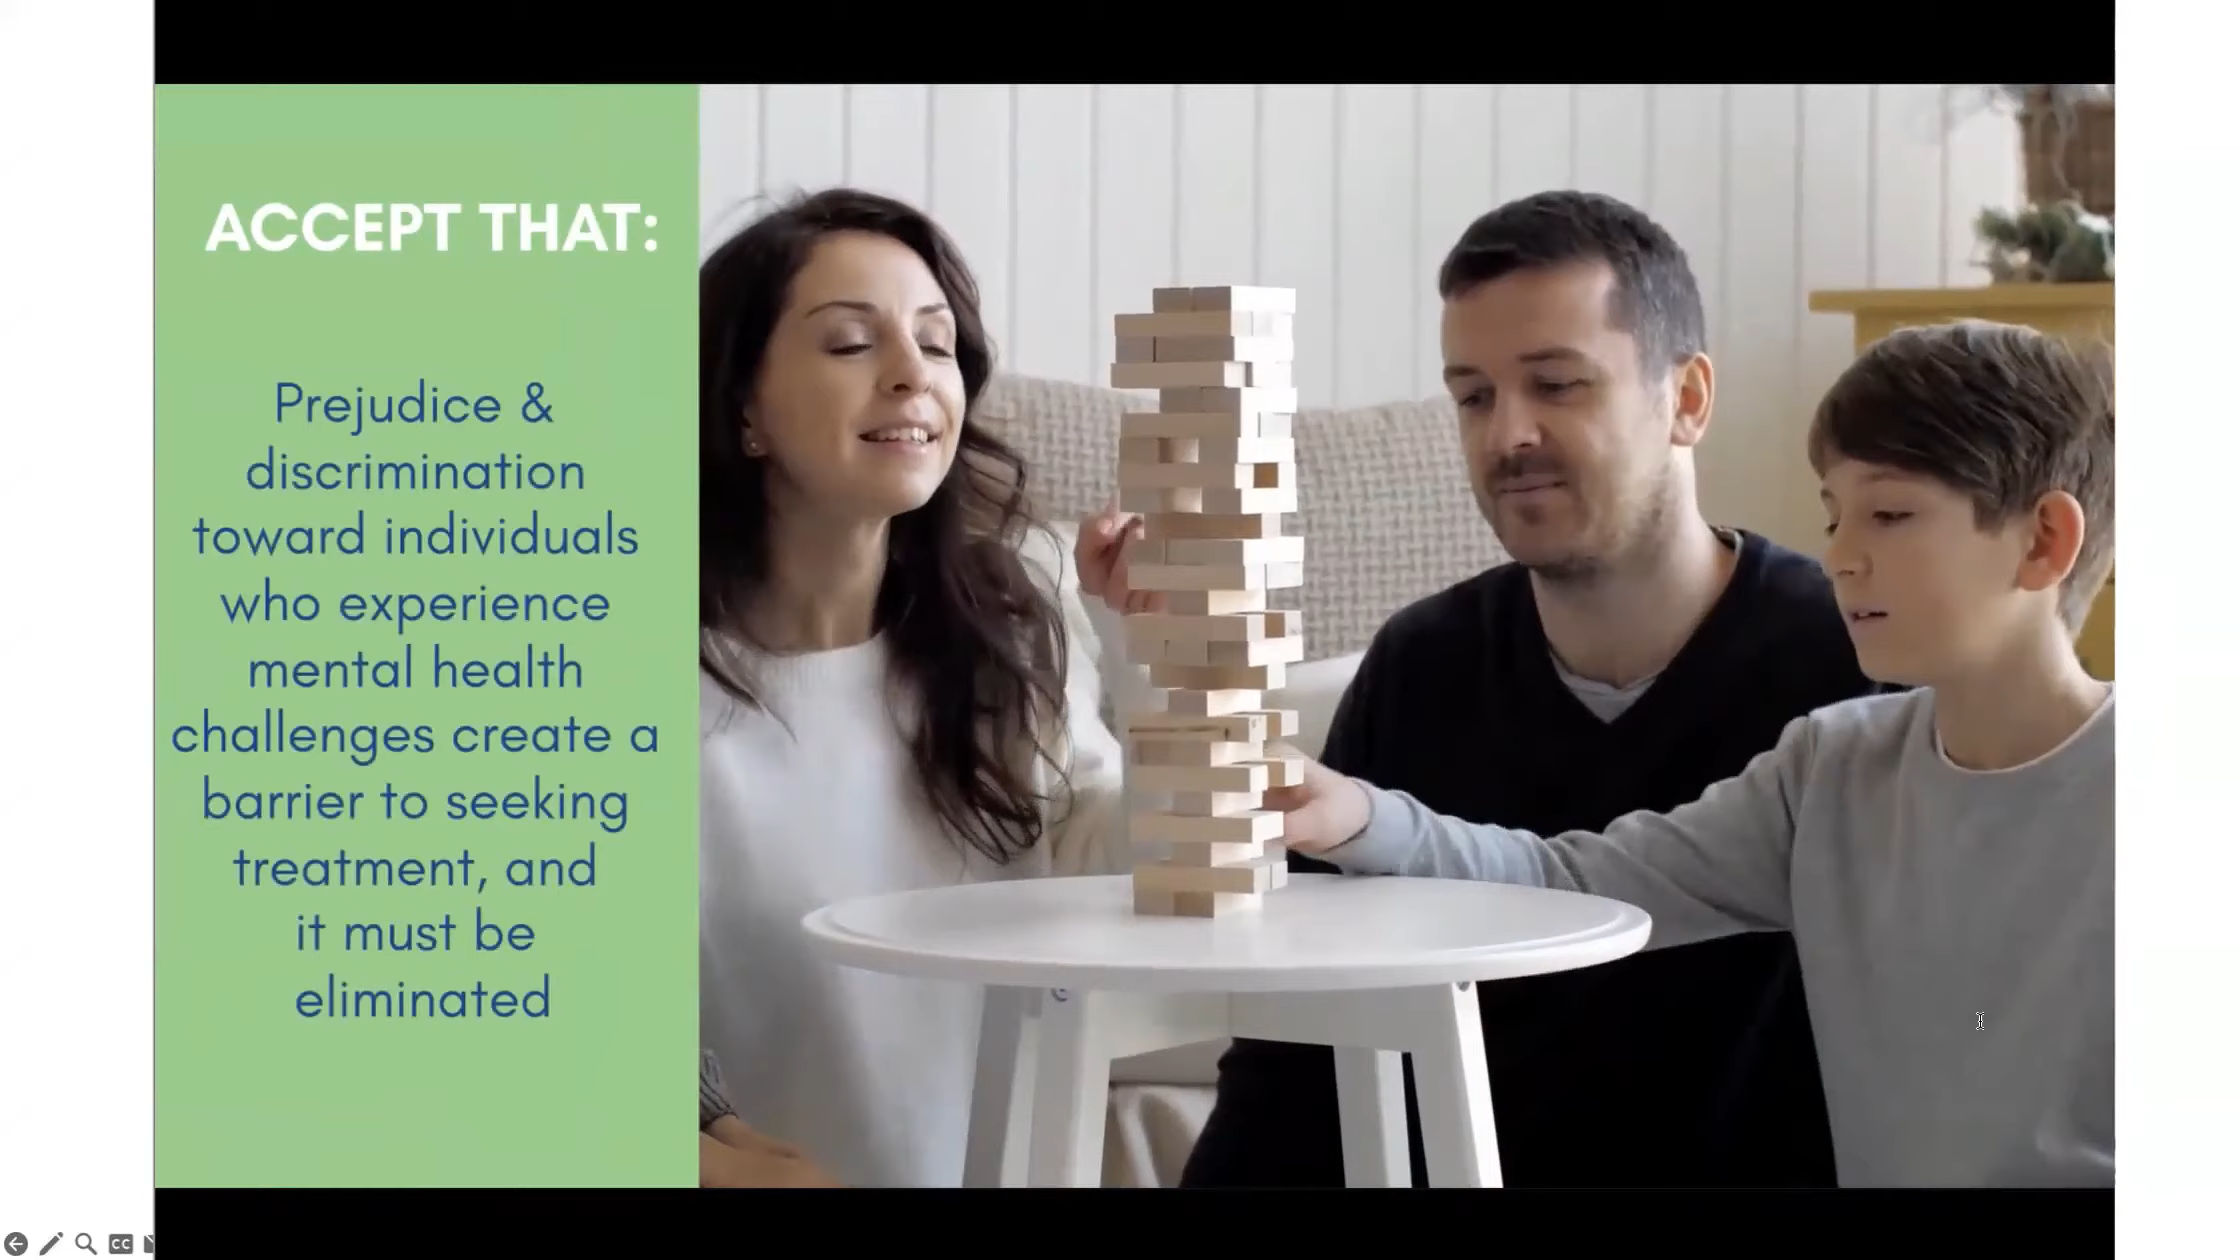 ACCEPT THAT:
Prejudice &
discrimination
toward individuals
who experience
mental health
challenges create a
barrier to seeking
treatment, and
it must be
eliminated
CC